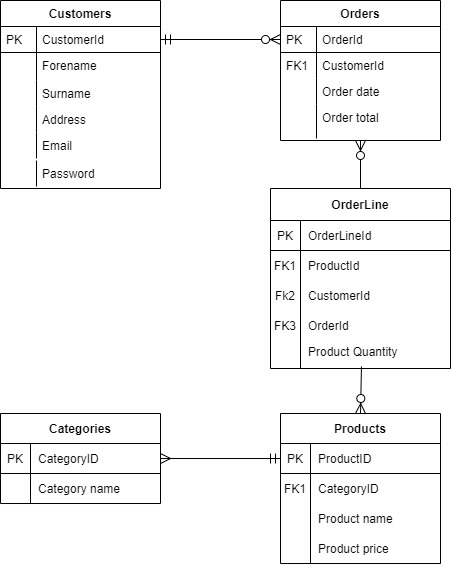 Customers
PK CustomerId
Forename
Surname
Address
Email
Password
Orders
PK OrderId
FK1 CustomerId
Order date
Order total
OrderLine
PK OrderLineId
FK1 ProductId
Fk2 CustomerId
FK3 OrderId
Product Quantity
Categories
PK CategoryID
Category name
Products
PK ProductID
FK1 CategoryID
Product name
Product price